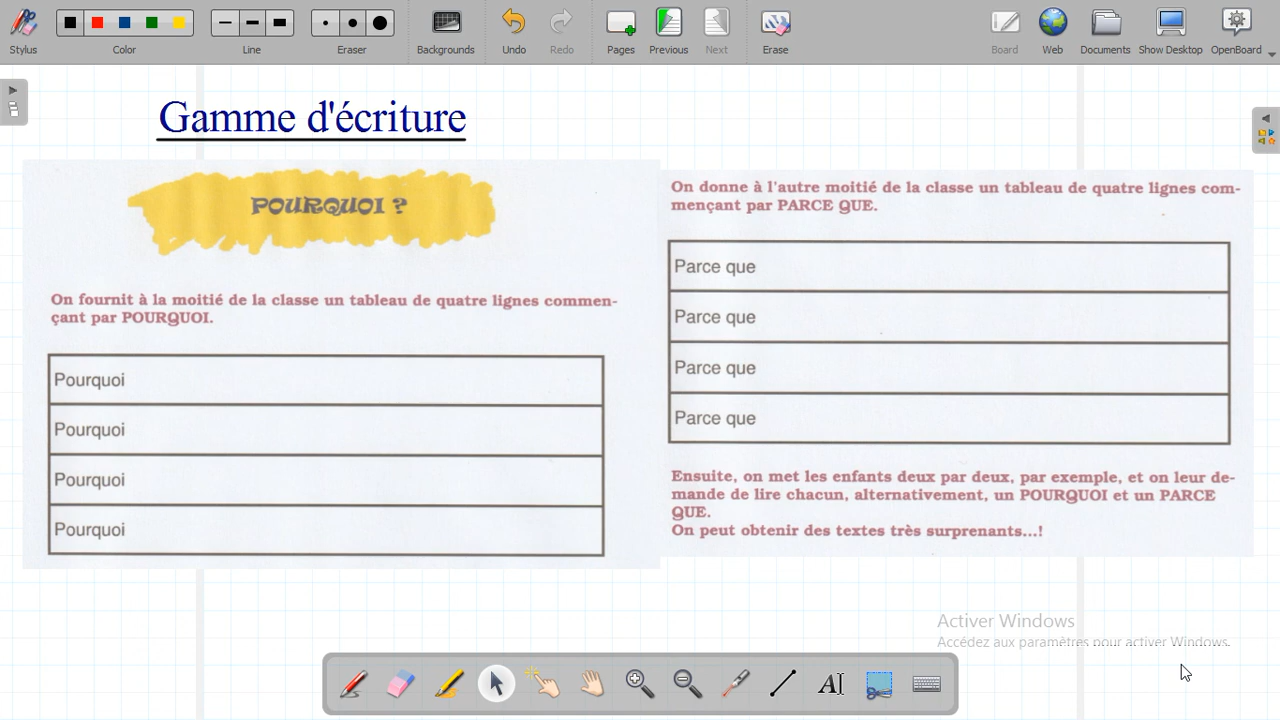 Stylus
Color
Line
Eraser
Backgrounds
Undo
Redo
Pages
Previous
Next
Erase
Board
Web
Documents
Show Desktop
OpenBoard
Gamme d'écriture
POURQUOI ?
On fournit à la moitié de la classe un tableau de quatre lignes commen-
çant par POURQUOI.
Pourquoi
Pourquoi
Pourquoi
Pourquoi
On donne à l'autre moitié de la classe un tableau de quatre lignes com-
mençant par PARCE QUE.
Parce que
Parce que
Parce que
Parce que
Ensuite, on met les enfants deux par deux, par exemple, et on leur de-
mande de lire chacun, alternativement, un POURQUOI et un PARCE
QUE.
On peut obtenir des textes très surprenants...!
Activer Windows
Accédez aux paramètres pour activer Windows.
AI